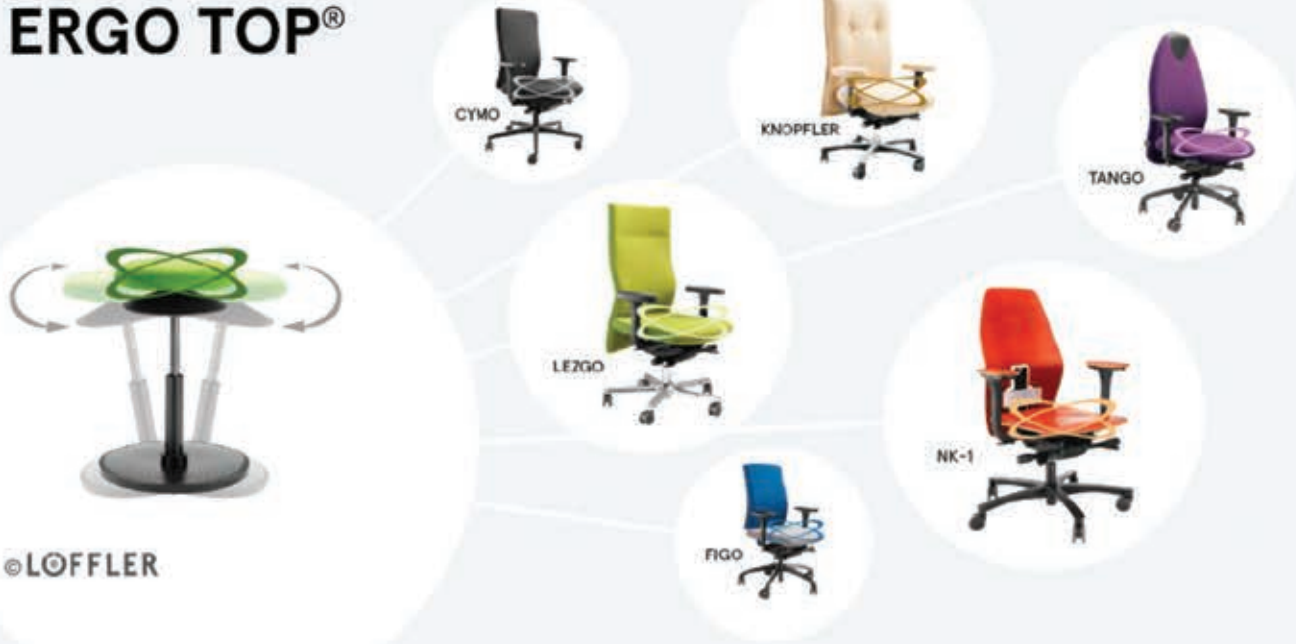 ERGO TOP®
CYMO
KNOPFLER
TANGO
LEZGO
NK-1
FIGO
©LÖFFLER